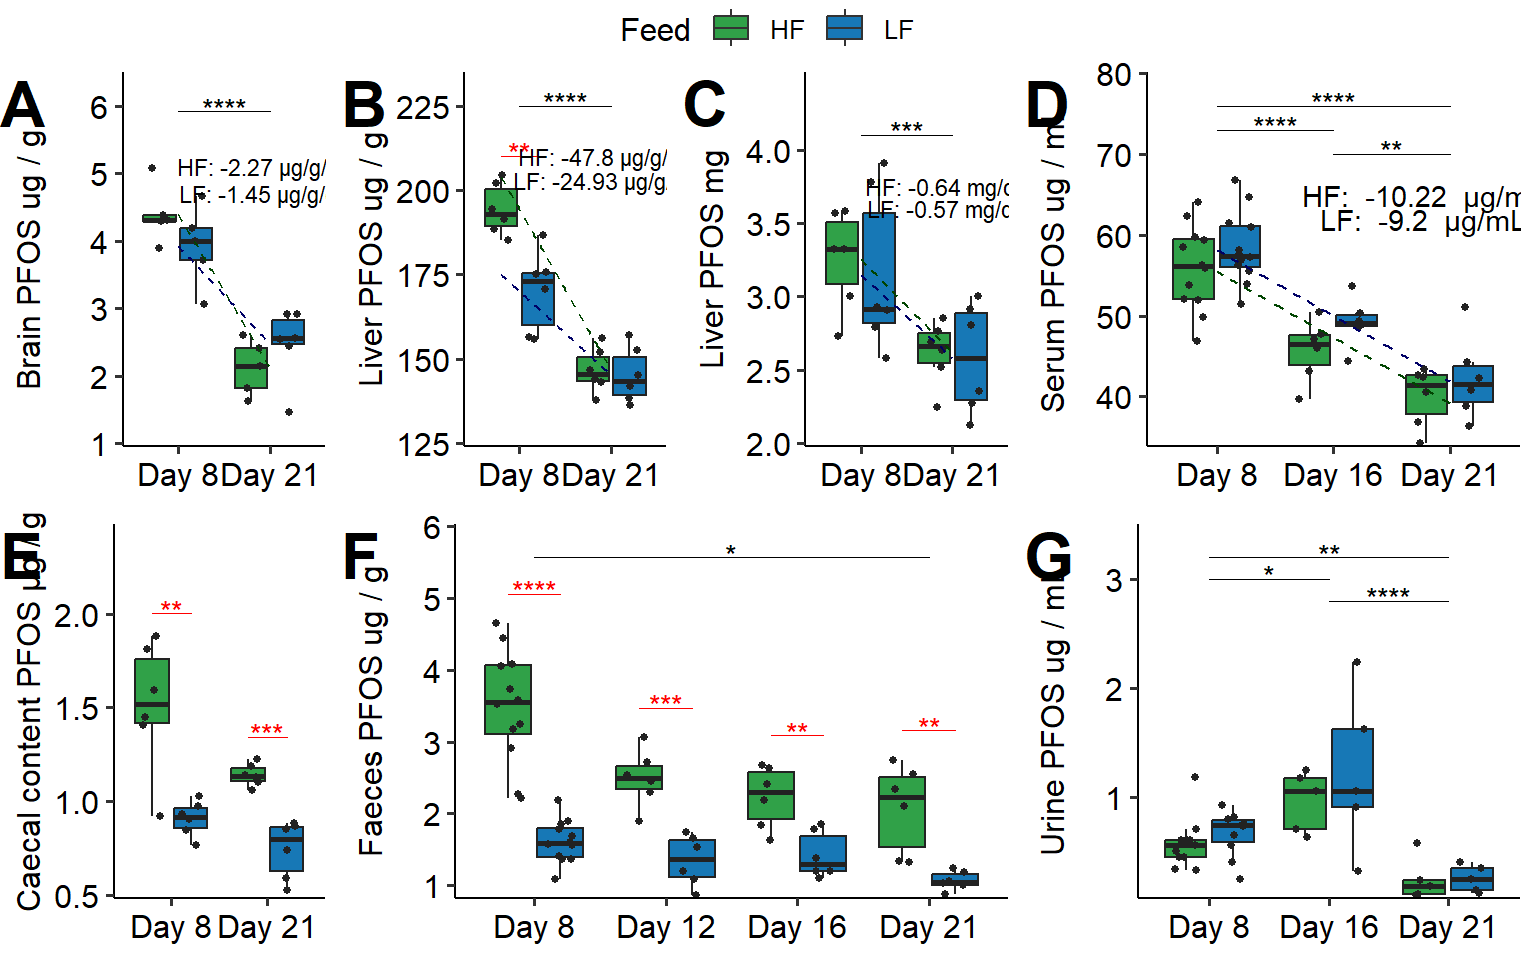 Feed HF LF
A
Brain PFOS ug / g
6
5
4
3
2
1
****
HF: -2.27 µg/g/
LF: -1.45 µg/g/
Day 8 Day 21
B
Liver PFOS ug / g
225
200
175
150
125
****
**
HF: -47.8 µg/g/
LF: -24.93 µg/g
Day 8 Day 21
C
Liver PFOS mg
4.0
3.5
3.0
2.5
2.0
***
HF: -0.64 mg/
LF: -0.57 mg/
Day 8 Day 21
D
Serum PFOS ug / m
80
70
60
50
40
****
****
**
HF: -10.22 µg/m
LF: -9.2 µg/mL
Day 8 Day 16 Day 21
E
Caecal content PFOS µg / g
2.0
1.5
1.0
0.5
**
***
Day 8 Day 21
F
Faeces PFOS ug / g
6
5
4
3
2
1
*
****
***
**
**
Day 8 Day 12 Day 16 Day 21
G
Urine PFOS ug / m
3
2
1
**
*
****
Day 8 Day 16 Day 21